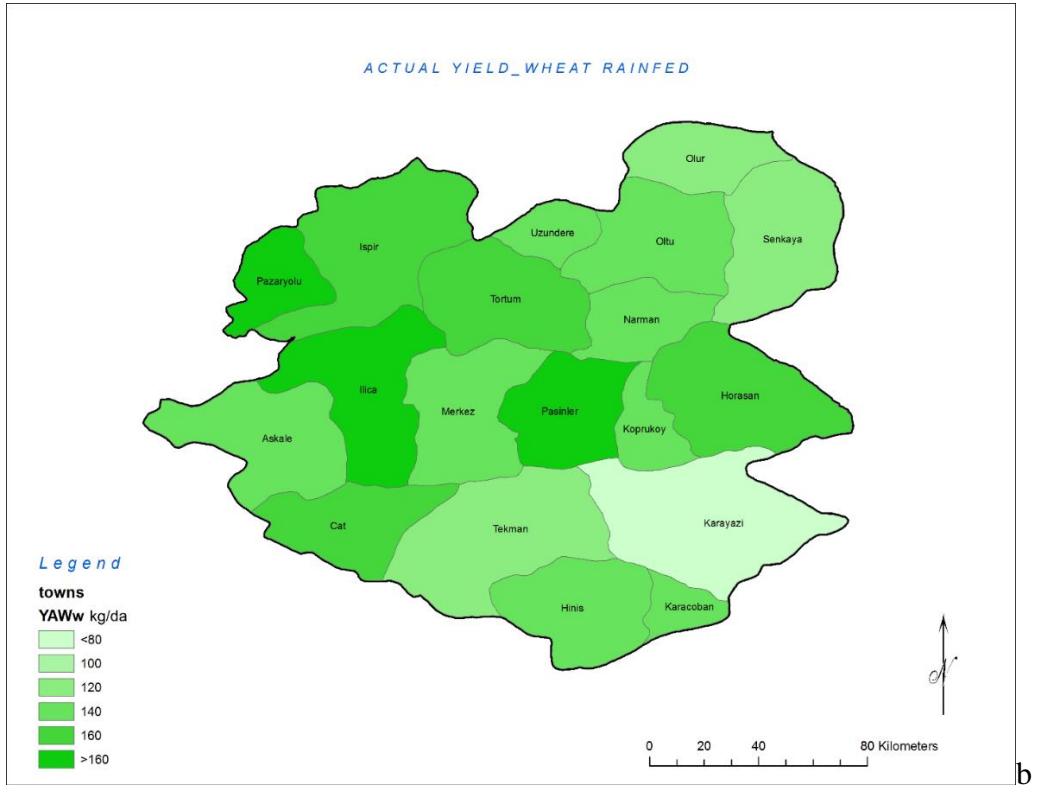 ACTUAL YIELD_WHEAT RAINFED
Olur
Uzundere
Oltu
Senkaya
Ispir
Pazaryolu
Tortum
Narman
Ilica
Merkez
Pasinler
Koprukoy
Horasan
Askale
Cat
Tekman
Karayazi
Hinis
Karacoban
Legend
towns
YAWw kg/da
<80
100
120
140
160
>160
N
0 20 40 80 Kilometers
b